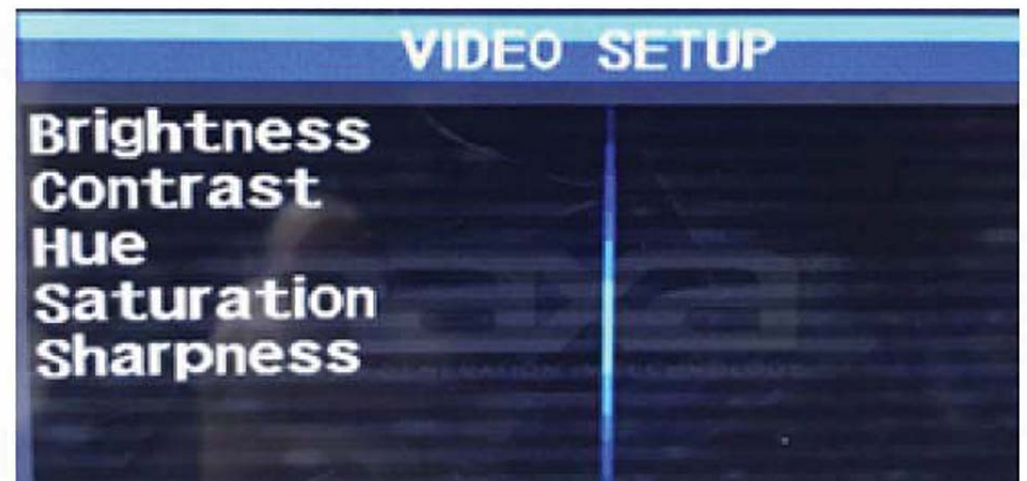 VIDEO SETUP
Brightness
Contrast
Hue
Saturation
Sharpness